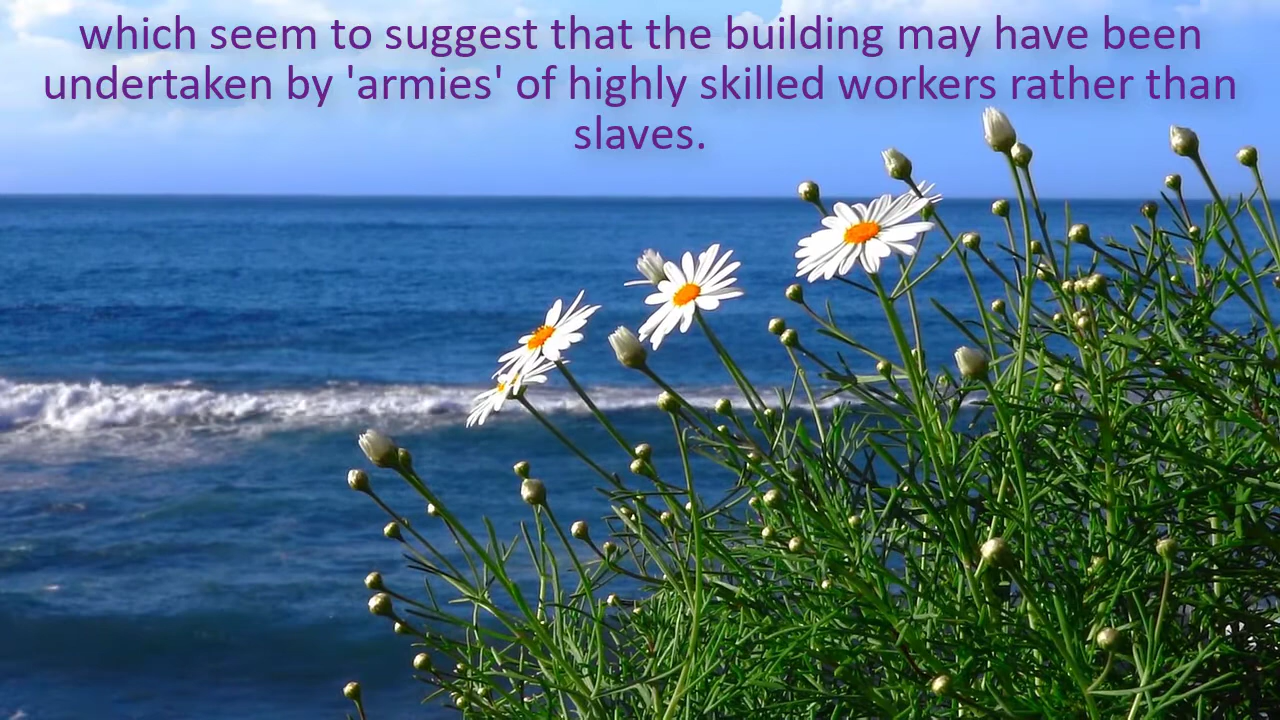 which seem to suggest that the building may have been
undertaken by 'armies' of highly skilled workers rather than
slaves.